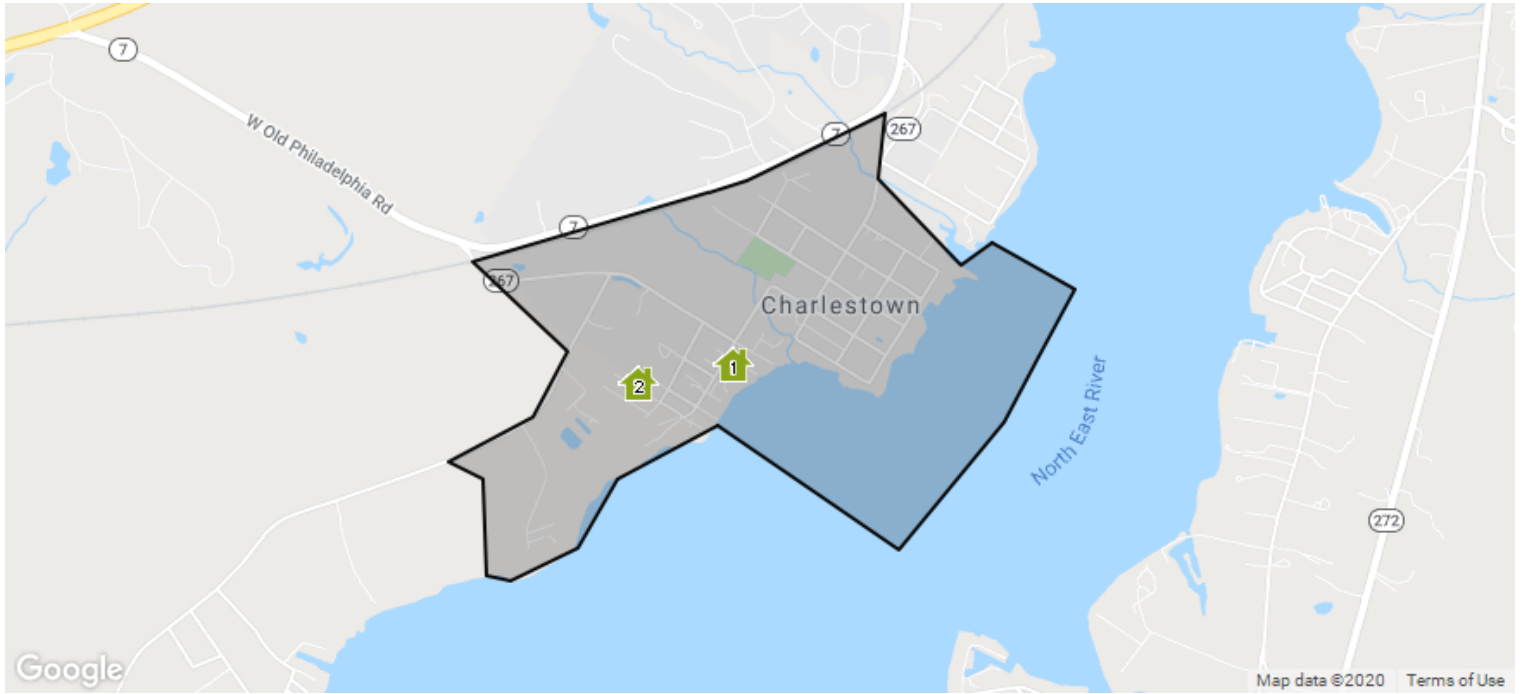 7
W Old Philadelphia Rd
7
267
7
267
Charlestown
1
2
North East River
272
Google
Map data ©2020 Terms of Use